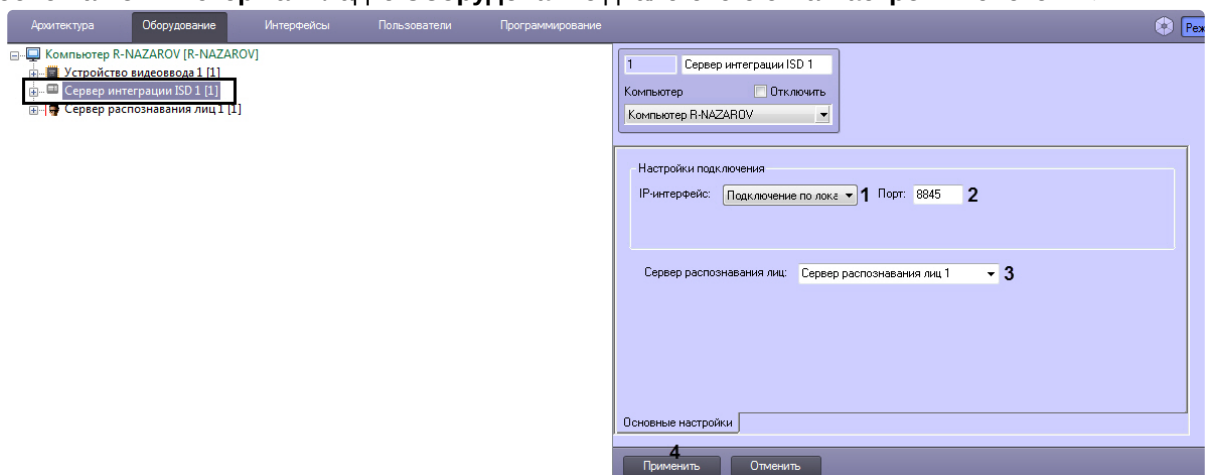 Архитектура Оборудование Интерфейсы Пользователи Программирование Реж
Компьютер R-NAZAROV [R-NAZAROV]
Устройство видеоввода 1 [1]
Сервер интеграции ISD 1 [1]
Сервер распознавания лиц 1 [1]
1 Сервер интеграции ISD 1
Компьютер Отключить
Компьютер R-NAZAROV
Настройки подключения
IP-интерфейс: Подключение по лока 1 Порт: 8845 2
Сервер распознавания лиц: Сервер распознавания лиц 1 3
Основные настройки
4
Применить Отменить